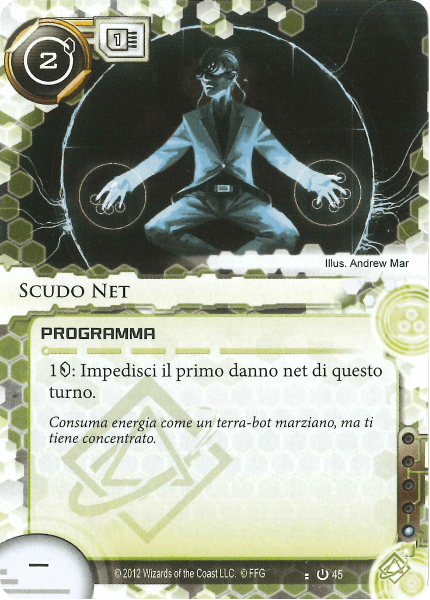 2
1
Illus. Andrew Mar
Scudo Net
PROGRAMMA
1: Impedisci il primo danno net di questo
turno.
Consuma energia come un terra-bot marziano, ma ti
tiene concentrato.
–
© 2012 Wizards of the Coast LLC. © FFG
45